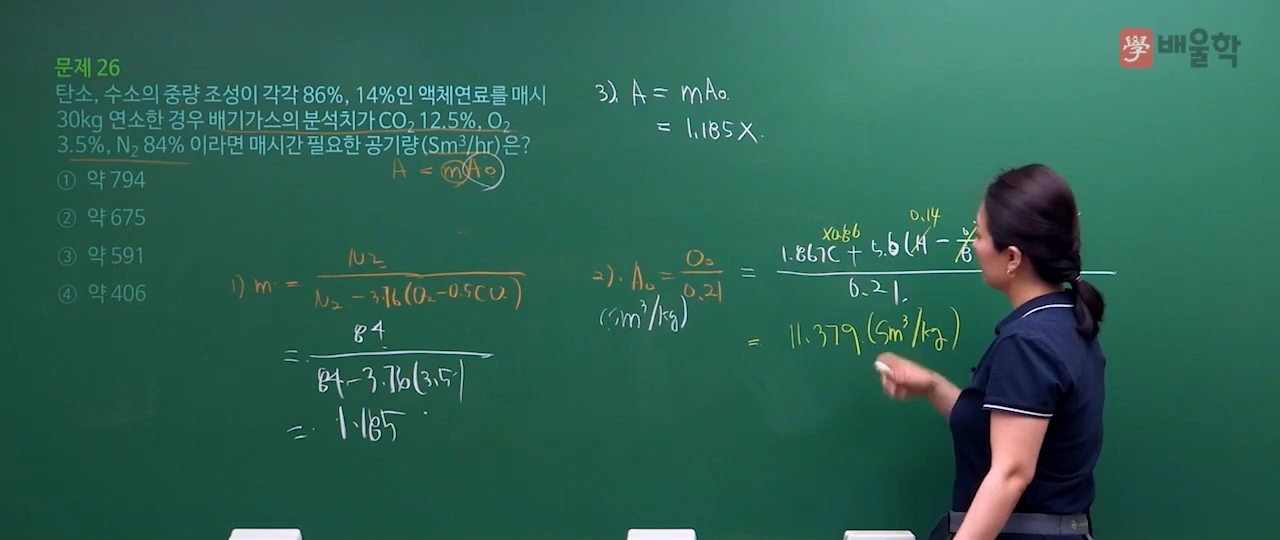 學 배울학
문제 26
탄소, 수소의 중량 조성이 각각 86%, 14%인 액체연료를 매시
30kg 연소한 경우 배기가스의 분석치가 CO₂ 12.5%, O₂
3.5%, N₂ 84% 이라면 매시간 필요한 공기량(Sm³/hr)은?
① 약 794
② 약 675
③ 약 591
④ 약 406
A = mA₀
1) m = N₂ / N₂ - 3.76(O₂ - 0.5CO)
= 84 / 84 - 3.76(3.5)
= 1.185
2). A₀ = O₀ / 0.21 = 1.867C + 5.6(H - / 0.21
×0.86
0.14
(Sm³/kg)
= 11.379 (Sm³/kg)
3). A = mA₀
= 1.185×